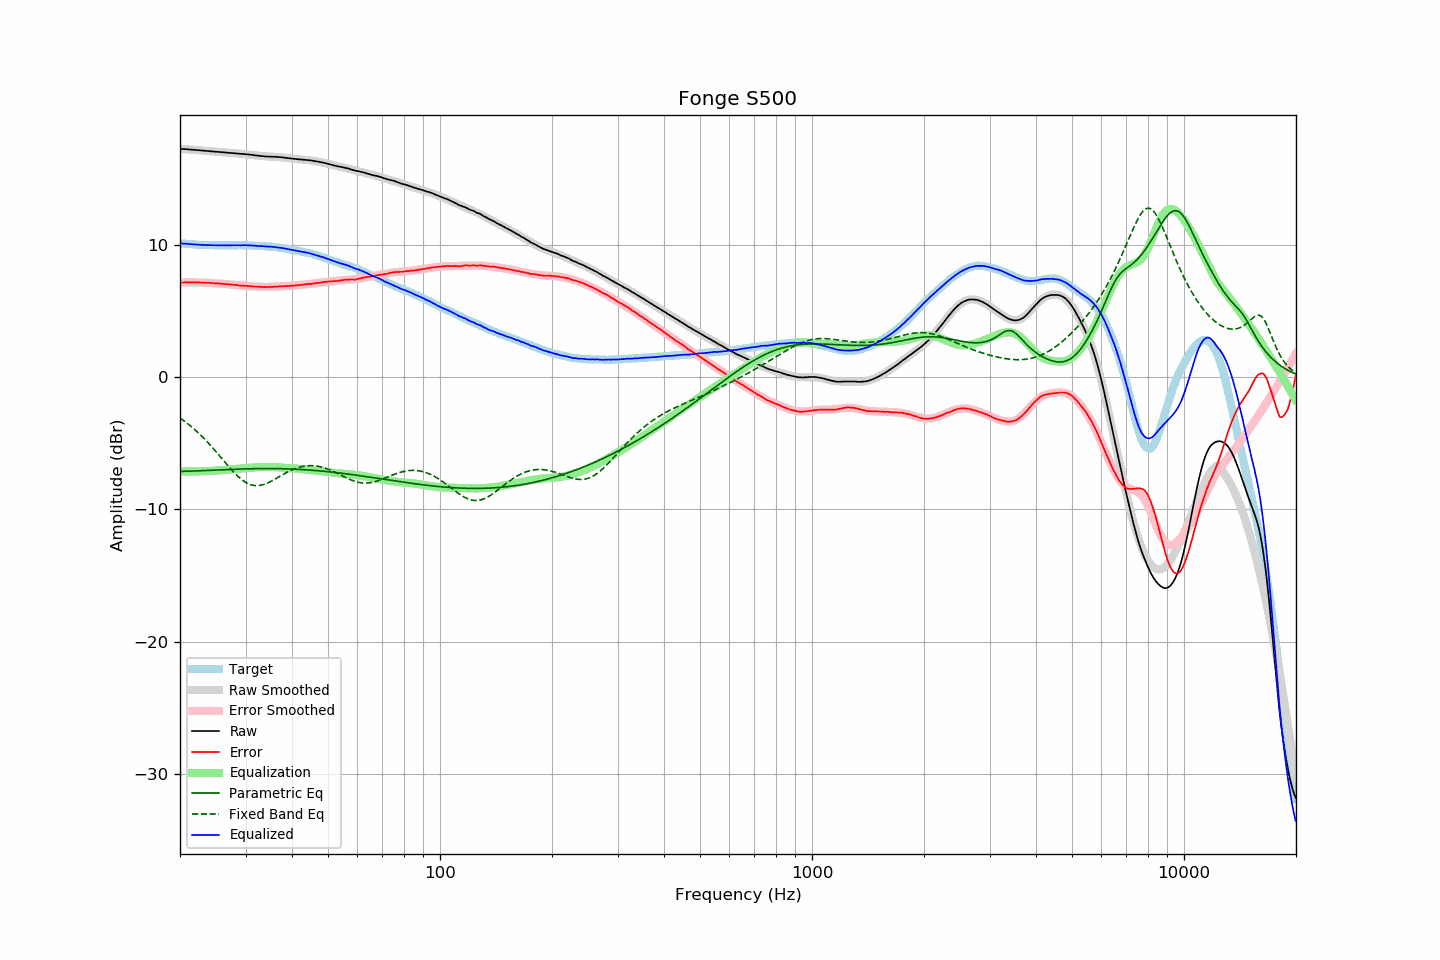 Fonge S500
Amplitude (dBr)
10
0
−10
−20
−30
Target
Raw Smoothed
Error Smoothed
Raw
Error
Equalization
Parametric Eq
Fixed Band Eq
Equalized
100
1000
10000
Frequency (Hz)